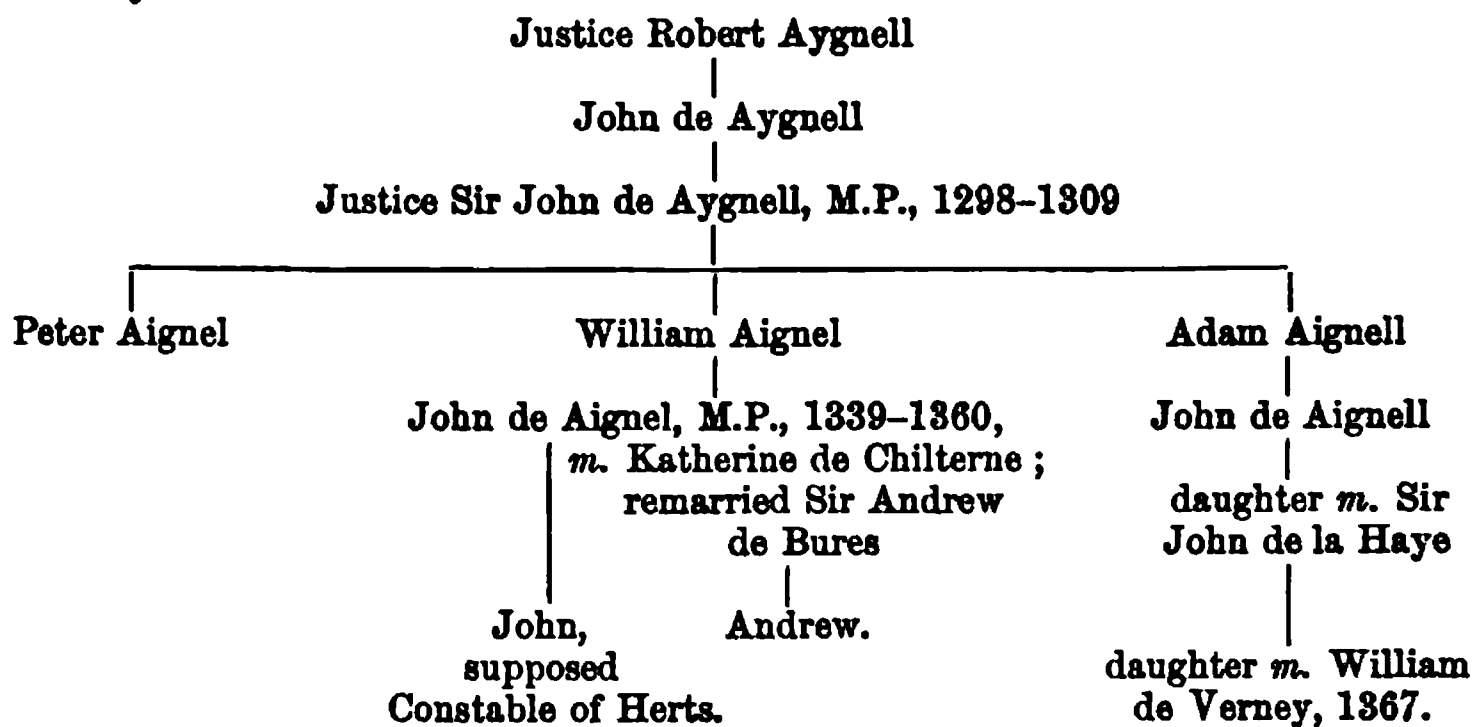 Justice Robert Aygnell
John de Aygnell
Justice Sir John de Aygnell, M.P., 1298–1309
Peter Aignel
William Aignel
Adam Aignell
John de Aignel, M.P., 1339–1360,
m. Katherine de Chilterne;
remarried Sir Andrew
de Bures
John de Aignell
daughter m. Sir
John de la Haye
John,
supposed
Constable of Herts.
Andrew.
daughter m. William
de Verney, 1367.